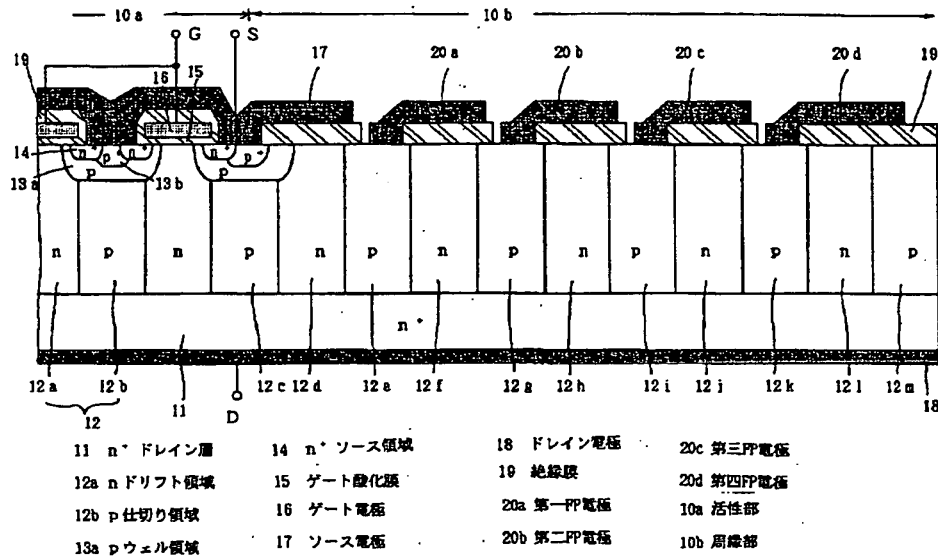 10a 10b
G S
19 16 15 17 20a 20b 20c 20d 19
14 n⁺ p⁺ n⁺ n⁺ p⁺
13a p 13b p
n p n p n p n p n p n p n p
n⁺
12a 12b 12c 12d 12e 12f 12g 12h 12i 12j 12k 12l 12m
12 11 D 18
11 n⁺ ドレイン層
12a n ドリフト領域
12b p 仕切り領域
13a p ウェル領域
14 n⁺ ソース領域
15 ゲート酸化膜
16 ゲート電極
17 ソース電極
18 ドレイン電極
19 絶縁膜
20a 第一FP電極
20b 第二FP電極
20c 第三FP電極
20d 第四FP電極
10a 活性部
10b 周縁部